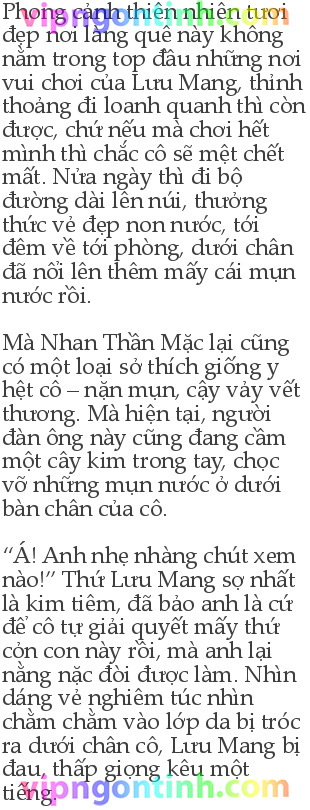 Phong cảnh thiên nhiên tươi
vipngontinh.com
đẹp nơi làng quê này không
nằm trong top đầu những nơi
vui chơi của Lưu Mang, thỉnh
thoảng đi loanh quanh thì còn
được, chứ nếu mà chơi hết
mình thì chắc cô sẽ mệt chết
mất. Nửa ngày thì đi bộ
đường dài lên núi, thưởng
thức vẻ đẹp non nước, tới
đêm về tới phòng, dưới chân
đã nổi lên thêm mấy cái mụn
nước rồi.
Mà Nhan Thần Mặc lại cũng
có một loại sở thích giống y
hệt cô – nặn mụn, cậy vảy vết
thương. Mà hiện tại, người
đàn ông này cũng đang cầm
một cây kim trong tay, chọc
vỡ những mụn nước ở dưới
bàn chân của cô.
“Á! Anh nhẹ nhàng chút xem
nào!” Thứ Lưu Mang sợ nhất
là kim tiêm, đã bảo anh là cứ
để cô tự giải quyết mấy thứ
cỏn con này rồi, mà anh lại
nằng nặc đòi được làm. Nhìn
dáng vẻ nghiêm túc nhìn
chằm chằm vào lớp da bị tróc
ra dưới chân cô, Lưu Mang bị
đau, thấp giọng kêu một
tiếng.
vipngontinh.com